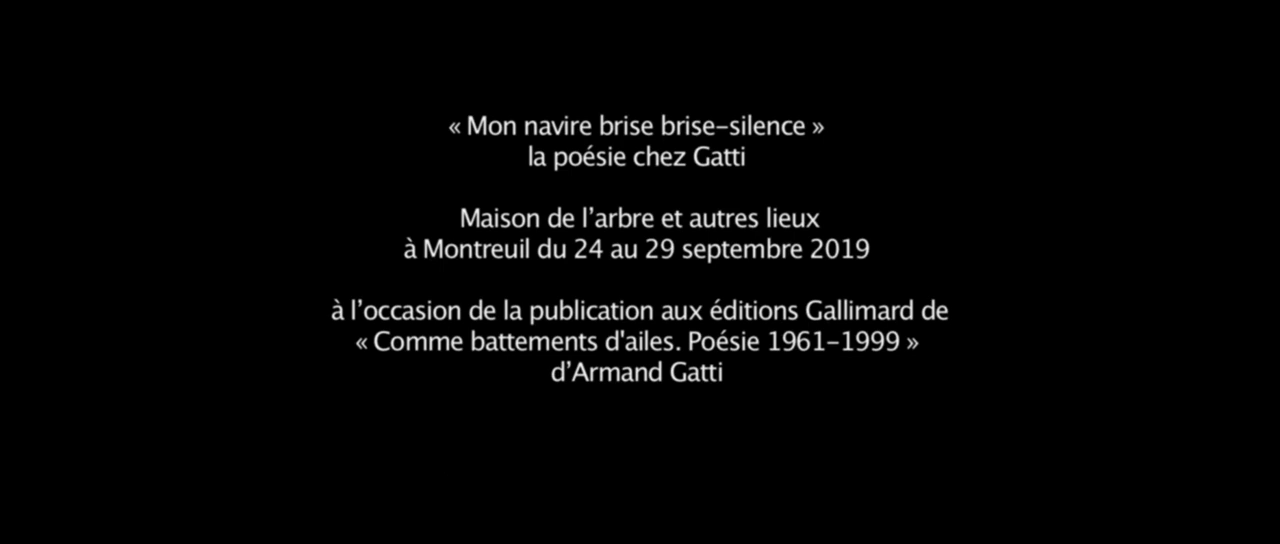 « Mon navire brise brise–silence »
la poésie chez Gatti
Maison de l’arbre et autres lieux
à Montreuil du 24 au 29 septembre 2019
à l’occasion de la publication aux éditions Gallimard de
« Comme battements d'ailes. Poésie 1961–1999 »
d’Armand Gatti